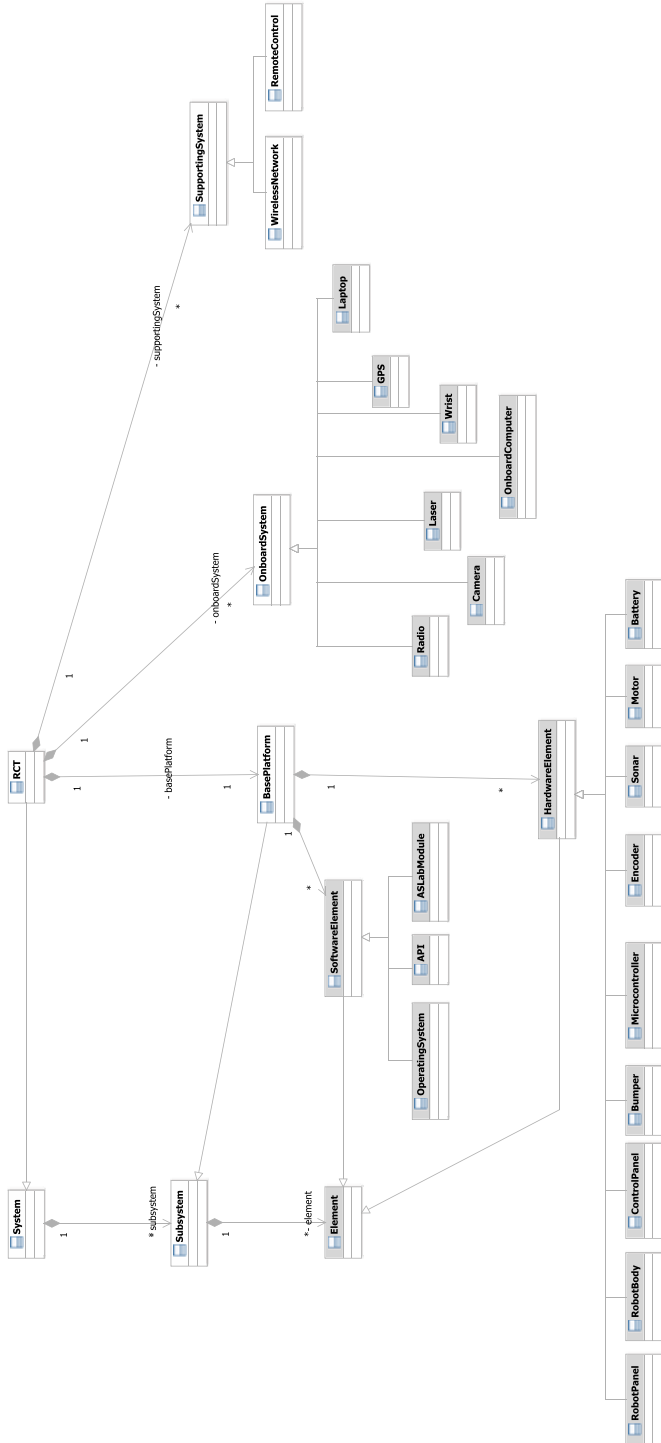 System
RCT
1
* subsystem
1
- basePlatform
1
1
- onboardSystem
*
1
- supportingSystem
*
Subsystem
BasePlatform
OnboardSystem
SupportingSystem
1
*- element
1
*
1
*
Element
SoftwareElement
WirelessNetwork
RemoteControl
OperatingSystem
API
ASLabModule
HardwareElement
Radio
Camera
Laser
OnboardComputer
Wrist
GPS
Laptop
RobotPanel
RobotBody
ControlPanel
Bumper
Microcontroller
Encoder
Sonar
Motor
Battery